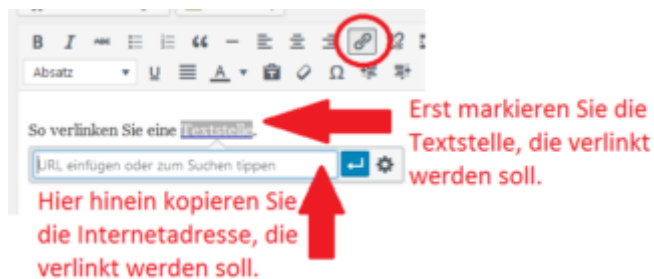 B I ABC “ −
Absatz U A Ω
So verlinken Sie eine Textstelle.
URL einfügen oder zum Suchen tippen
Erst markieren Sie die
Textstelle, die verlinkt
werden soll.
Hier hinein kopieren Sie
die Internetadresse, die
verlinkt werden soll.